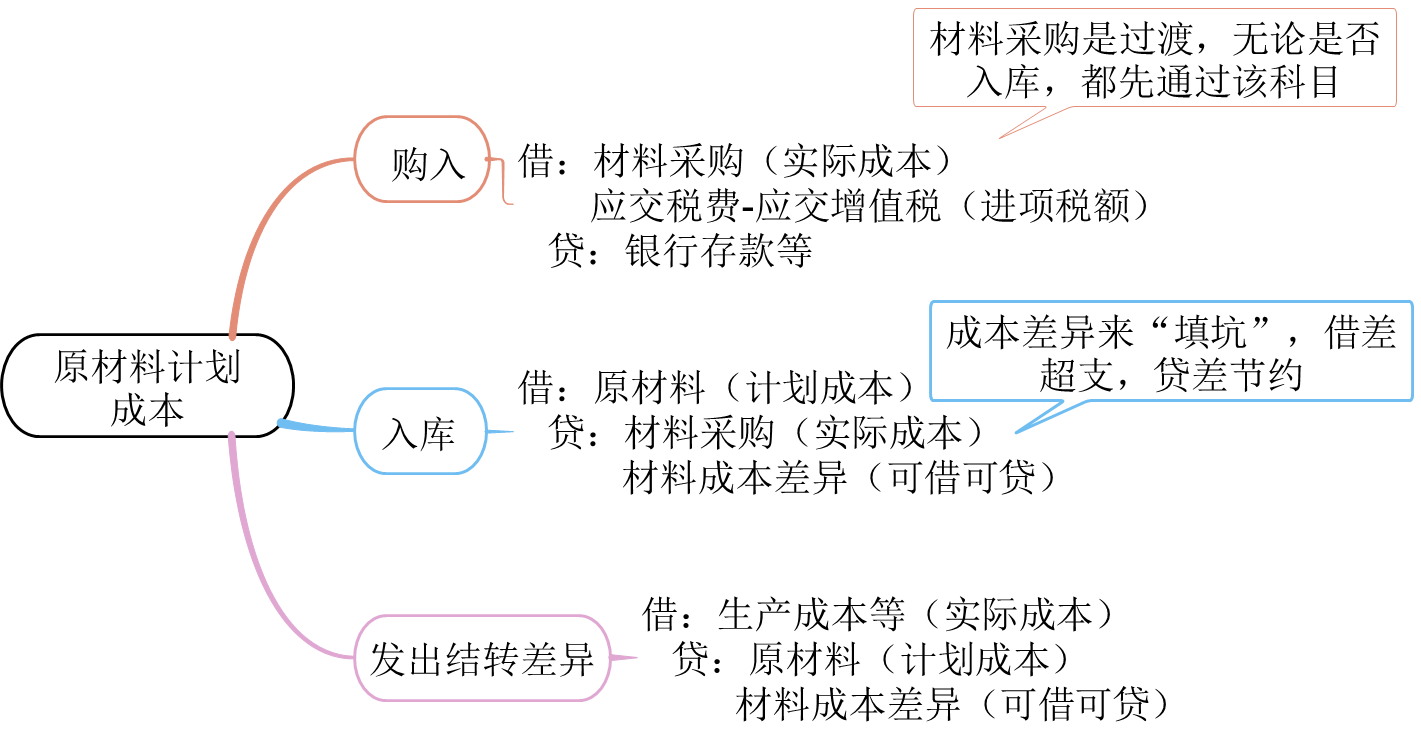 材料采购是过渡，无论是否
入库，都先通过该科目
购入
借：材料采购（实际成本）
应交税费-应交增值税（进项税额）
贷：银行存款等
原材料计划
成本
成本差异来“填坑”，借差
超支，贷差节约
入库
借：原材料（计划成本）
贷：材料采购（实际成本）
材料成本差异（可借可贷）
发出结转差异
借：生产成本等（实际成本）
贷：原材料（计划成本）
材料成本差异（可借可贷）